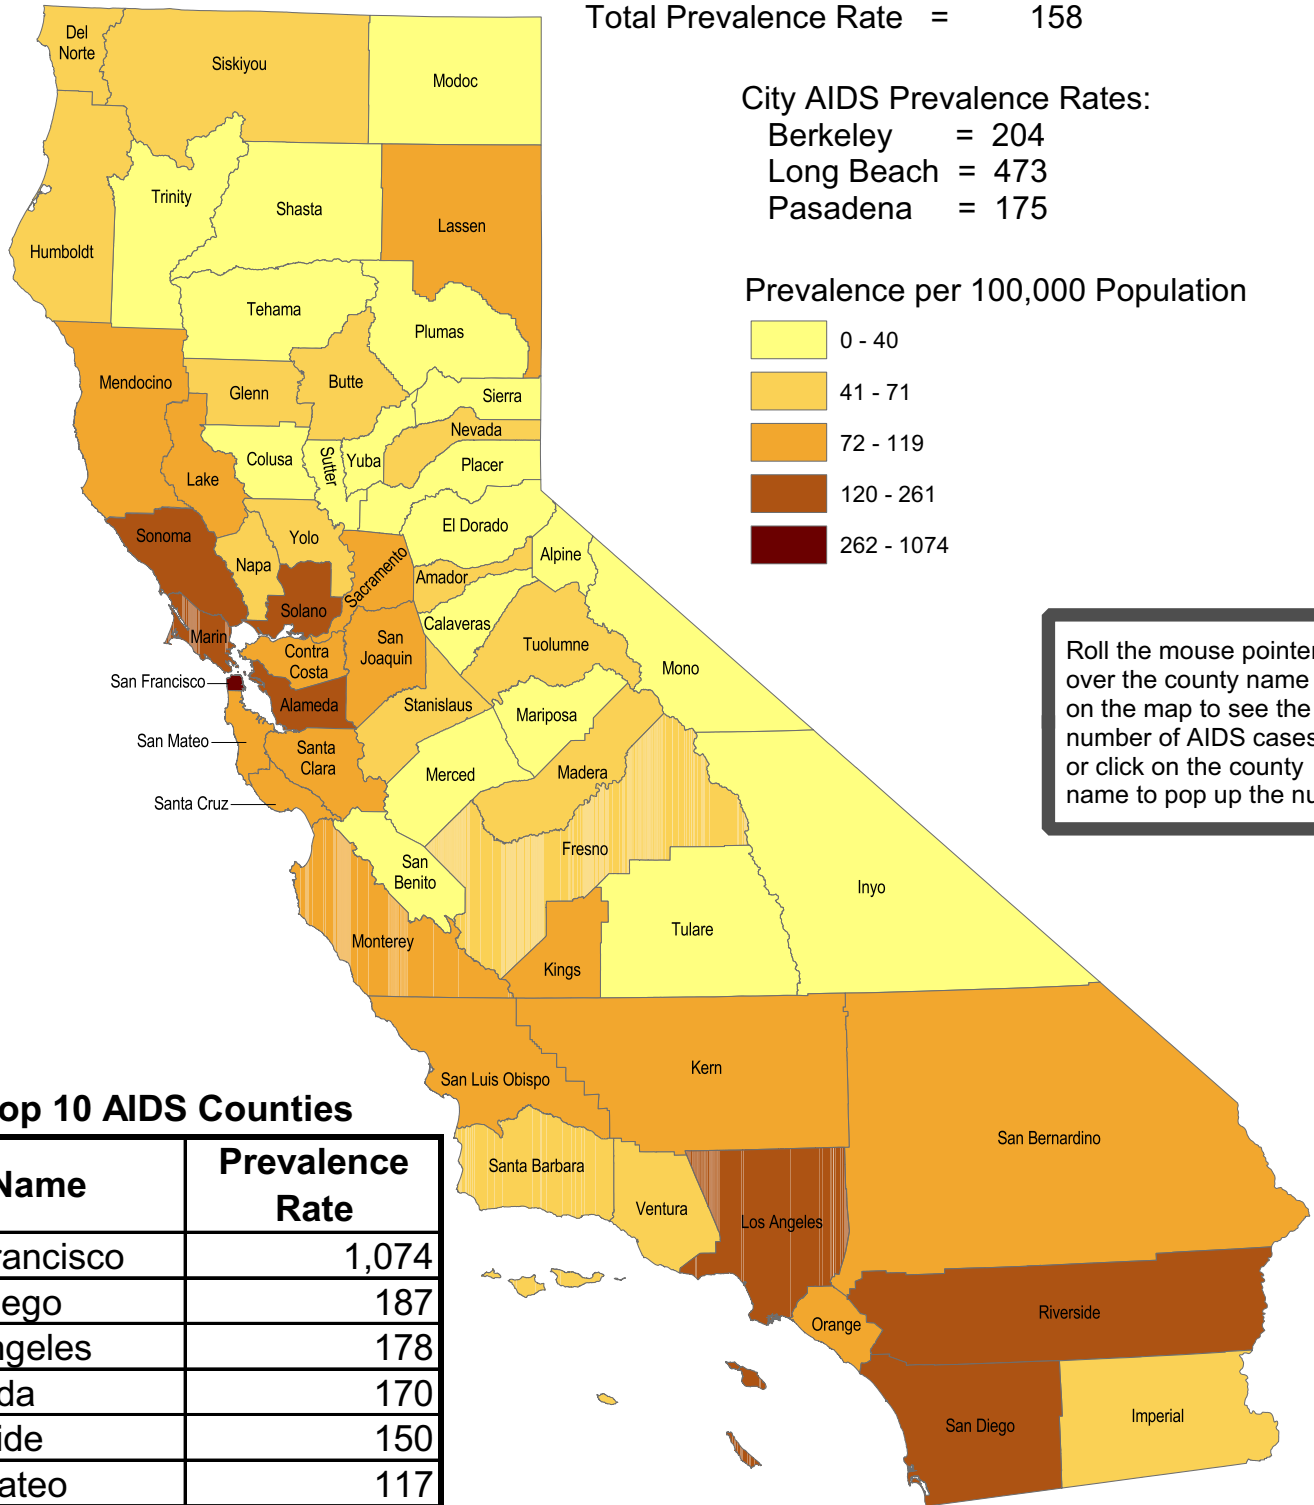 Total Prevalence Rate = 158
City AIDS Prevalence Rates:
Berkeley = 204
Long Beach = 473
Pasadena = 175
Prevalence per 100,000 Population
0 - 40
41 - 71
72 - 119
120 - 261
262 - 1074
Roll the mouse pointer
over the county name
on the map to see the
number of AIDS cases
or click on the county
name to pop up the nu
Del
Norte
Siskiyou
Modoc
Trinity
Shasta
Lassen
Humboldt
Tehama
Plumas
Mendocino
Glenn
Butte
Sierra
Nevada
Lake
Colusa
Sutter
Yuba
Placer
Sonoma
Napa
Yolo
El Dorado
Alpine
Sacramento
Amador
Solano
Calaveras
Marin
Contra
Costa
San
Joaquin
Tuolumne
Mono
San Francisco
Alameda
Stanislaus
Mariposa
San Mateo
Santa
Clara
Merced
Madera
Santa Cruz
Fresno
San
Benito
Inyo
Monterey
Tulare
Kings
San Luis Obispo
Kern
San Bernardino
Santa Barbara
Ventura
Los Angeles
Orange
Riverside
San Diego
Imperial
op 10 AIDS Counties
Name Prevalence
Rate
rancisco 1,074
ego 187
ngeles 178
da 170
ide 150
ateo 117